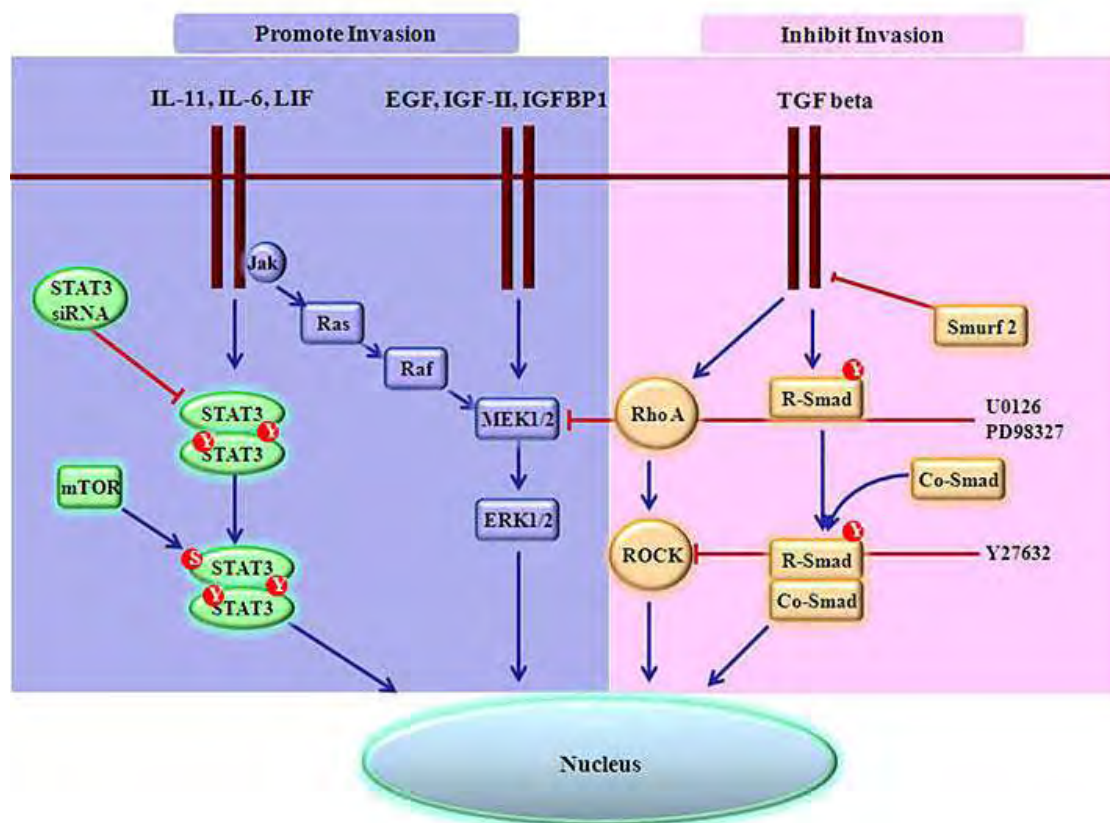 Promote Invasion
Inhibit Invasion
IL-11, IL-6, LIF
EGF, IGF-II, IGFBP1
TGF beta
Jak
STAT3
siRNA
Ras
Smurf 2
Raf
Y
R-Smad
STAT3
Y
Y
STAT3
MEK1/2
Rho A
U0126
PD98327
mTOR
Co-Smad
ERK1/2
Y
S
STAT3
Y
Y
STAT3
ROCK
R-Smad
Y27632
Co-Smad
Nucleus